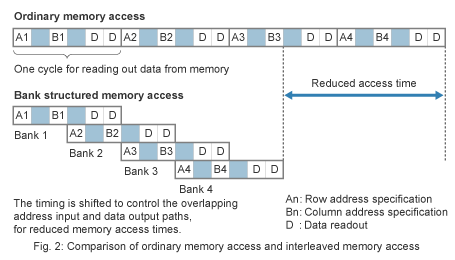 Ordinary memory access
A1 B1 D D A2 B2 D D A3 B3 D D A4 B4 D D
One cycle for reading out data from memory
Reduced access time
Bank structured memory access
A1 B1 D D
Bank 1
A2 B2 D D
Bank 2
A3 B3 D D
Bank 3
A4 B4 D D
Bank 4
The timing is shifted to control the overlapping
address input and data output paths,
for reduced memory access times.
An: Row address specification
Bn: Column address specification
D : Data readout
Fig. 2: Comparison of ordinary memory access and interleaved memory access